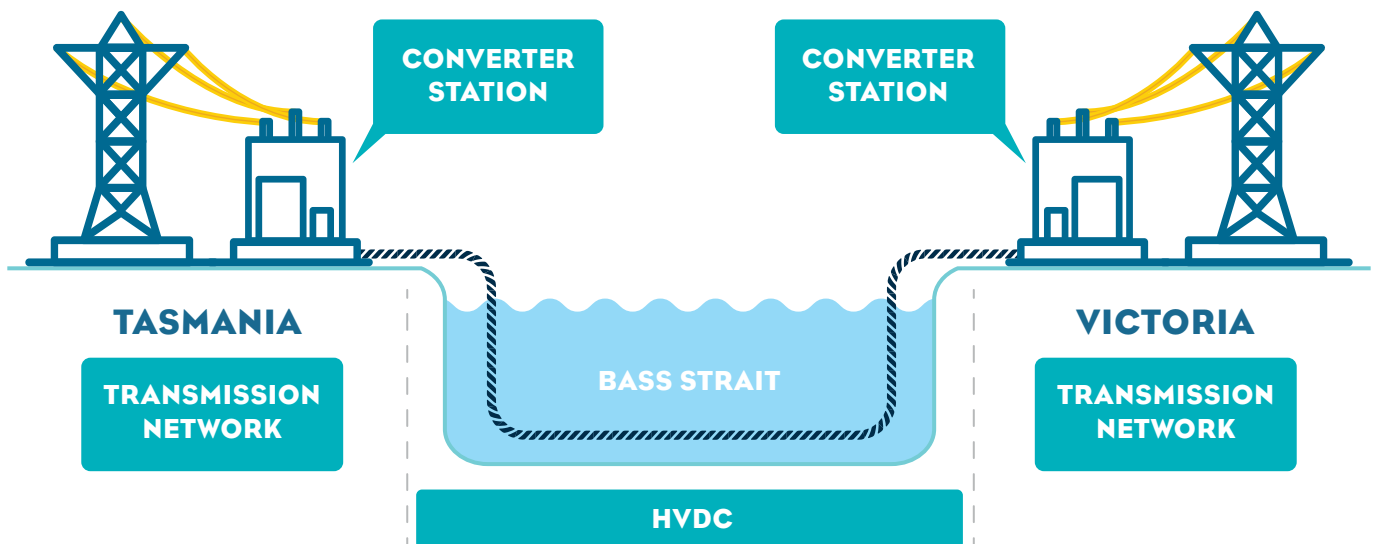 CONVERTER
STATION
CONVERTER
STATION
TASMANIA
VICTORIA
BASS STRAIT
TRANSMISSION
NETWORK
TRANSMISSION
NETWORK
HVDC